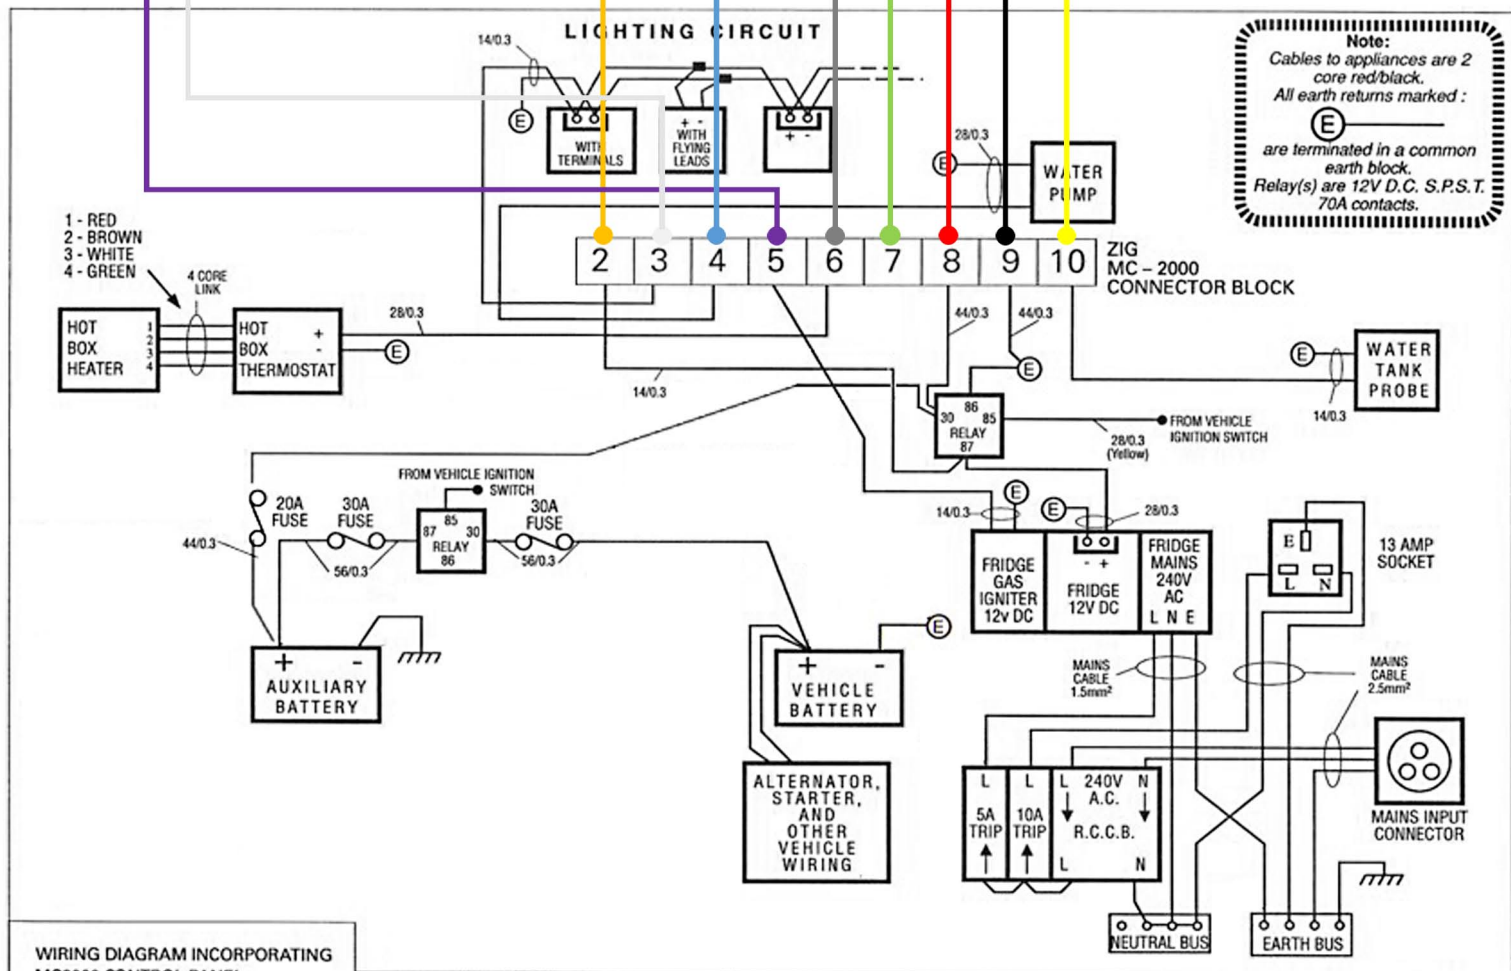 LIGHTING CIRCUIT
14/0.3
E
WITH
TERMINALS
+ -
WITH
FLYING
LEADS
+ -
28/0.3
E
WATER
PUMP
Note:
Cables to appliances are 2
core red/black.
All earth returns marked :
E
are terminated in a common
earth block.
Relay(s) are 12V D.C. S.P.S.T.
70A contacts.
1 - RED
2 - BROWN
3 - WHITE
4 - GREEN
4 CORE
LINK
2 3 4 5 6 7 8 9 10
ZIG
MC – 2000
CONNECTOR BLOCK
HOT
BOX
HEATER
1
2
3
4
HOT
BOX
THERMOSTAT
+
-
28/0.3
E
14/0.3
44/0.3
44/0.3
E
E
WATER
TANK
PROBE
14/0.3
86
30 85
RELAY
87
FROM VEHICLE
IGNITION SWITCH
28/0.3
(Yellow)
FROM VEHICLE IGNITION
SWITCH
20A
FUSE
30A
FUSE
85
87 30
RELAY
86
30A
FUSE
44/0.3
56/0.3
56/0.3
14/0.3
E
E
28/0.3
FRIDGE
GAS
IGNITER
12v DC
- +
FRIDGE
12V DC
FRIDGE
MAINS
240V
AC
L N E
E
L N
13 AMP
SOCKET
+ -
AUXILIARY
BATTERY
+ -
VEHICLE
BATTERY
E
MAINS
CABLE
1.5mm²
MAINS
CABLE
2.5mm²
ALTERNATOR,
STARTER,
AND
OTHER
VEHICLE
WIRING
L
5A
TRIP
L
10A
TRIP
L 240V N
A.C.
R.C.C.B.
L N
MAINS INPUT
CONNECTOR
NEUTRAL BUS
EARTH BUS
WIRING DIAGRAM INCORPORATING